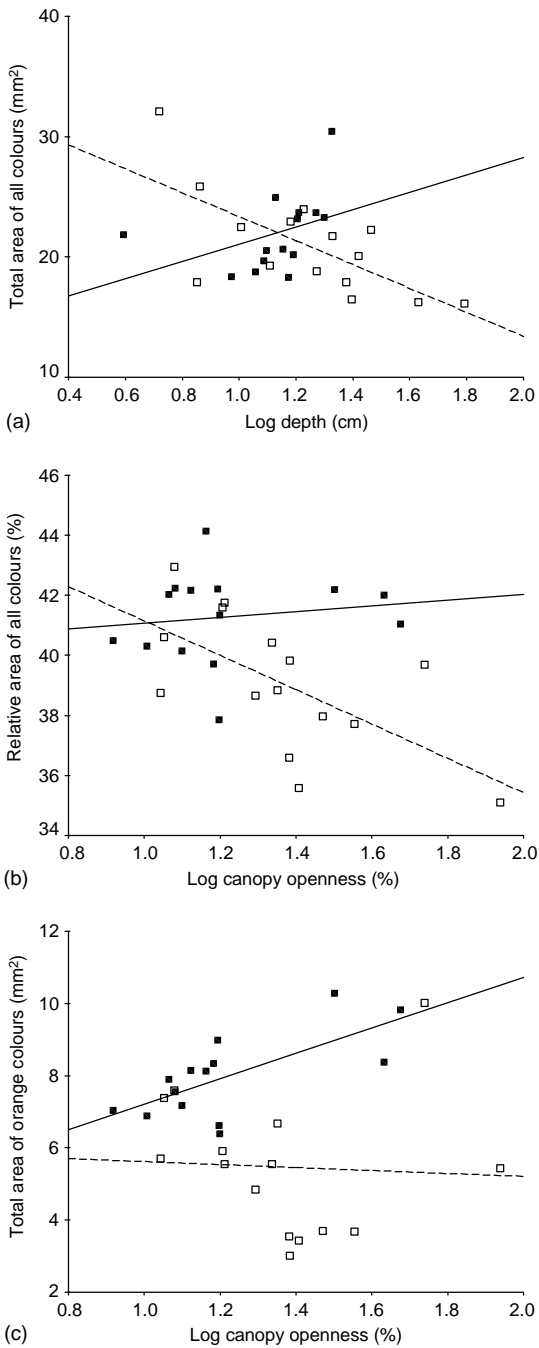 40
30
20
10
Total area of all colours (mm²)
0.4 0.6 0.8 1.0 1.2 1.4 1.6 1.8 2.0
(a) Log depth (cm)
46
44
42
40
38
36
34
Relative area of all colours (%)
0.8 1.0 1.2 1.4 1.6 1.8 2.0
(b) Log canopy openness (%)
12
10
8
6
4
2
Total area of orange colours (mm²)
0.8 1.0 1.2 1.4 1.6 1.8 2.0
(c) Log canopy openness (%)